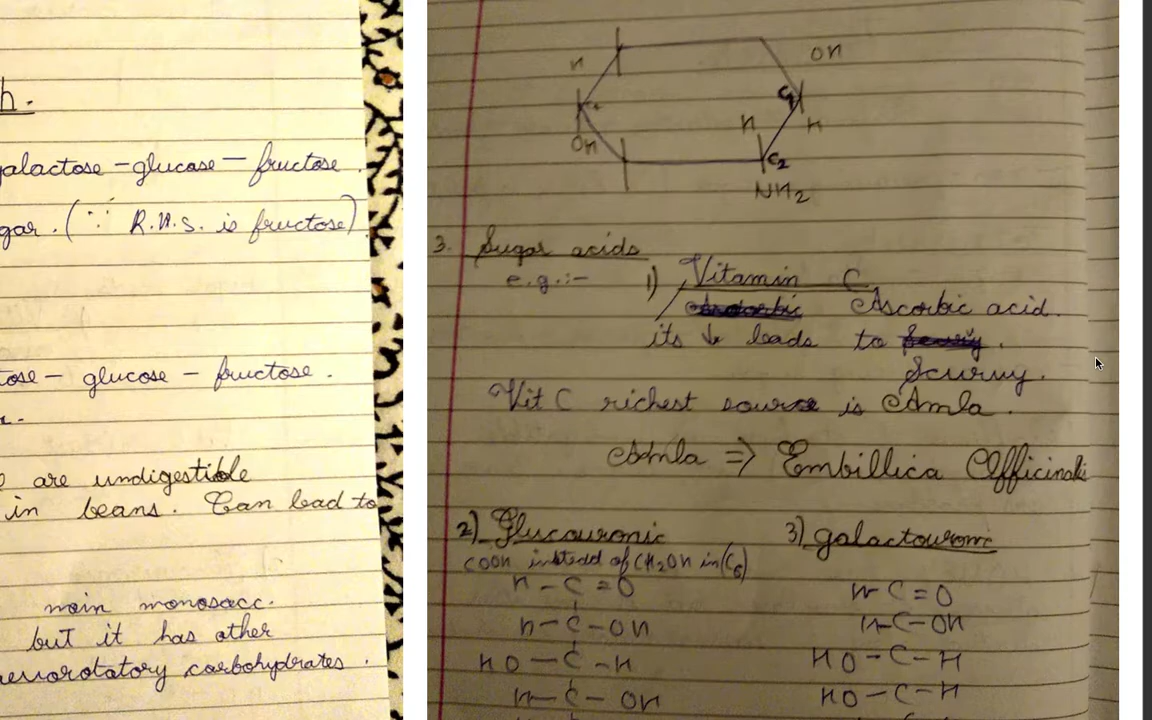 h.
galactose - glucose - fructose.
gar. (∵ R.H.S. is fructose)
tose - glucose - fructose.
are undigestible
in beans. Can lead to
main monosacc.
but it has other
aevorotatory carbohydrates.
H
OH
C1
H
H
OH
C2
NH2
3. Sugar acids
e.g.:- 1) Vitamin C
Ascorbic acid.
its ↓ leads to
Scurvy.
Vit C richest source is Amla.
Amla => Embillica Officinali
2) Glucouronic 3) galactouronic
COOH instead of CH2OH in (C6)
H - C = O H - C = O
H - C - OH H - C - OH
HO - C - H HO - C - H
H - C - OH HO - C - H